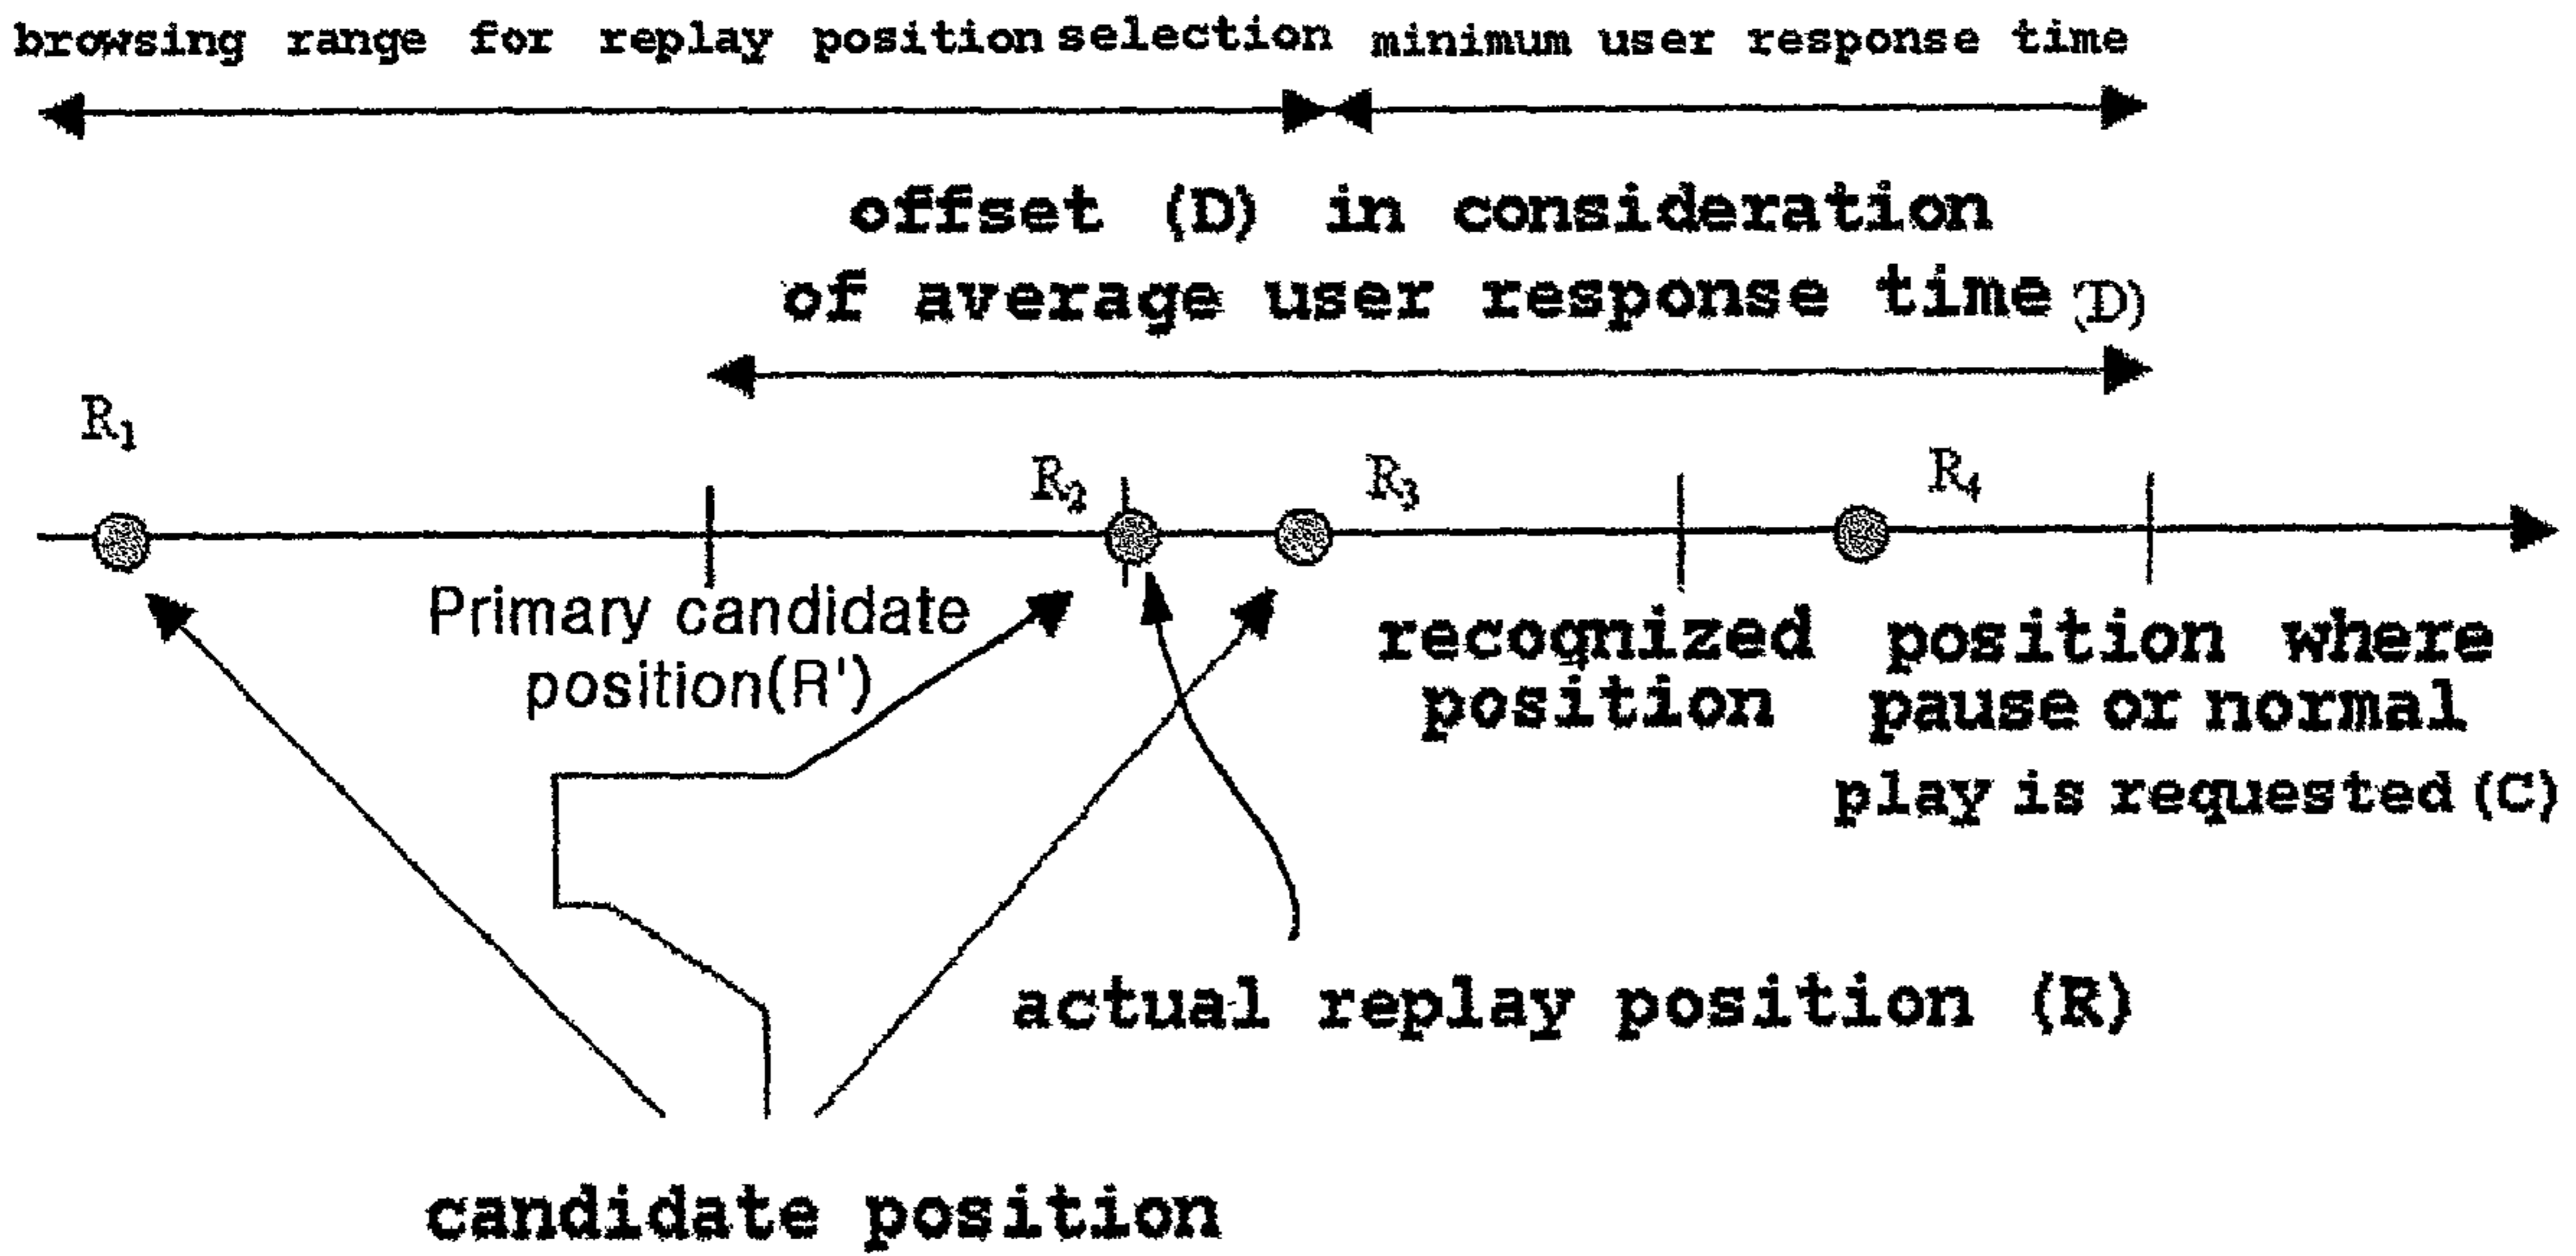 browsing range for replay position selection minimum user response time
offset (D) in consideration
of average user response time (D)
R1
R2
R3
R4
Primary candidate
position(R')
recognized
position
position where
pause or normal
play is requested (C)
actual replay position (R)
candidate position